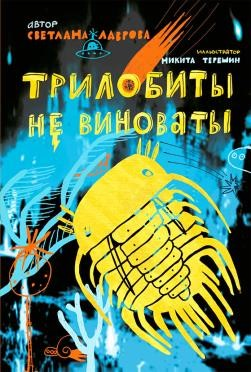 АВТОР
СВЕТЛАНА ЛАВРОВА
ИЛЛЮСТРАТОР
НИКИТА ТЕРЕШИН
ТРИЛОБИТЫ
НЕ ВИНОВАТЫ